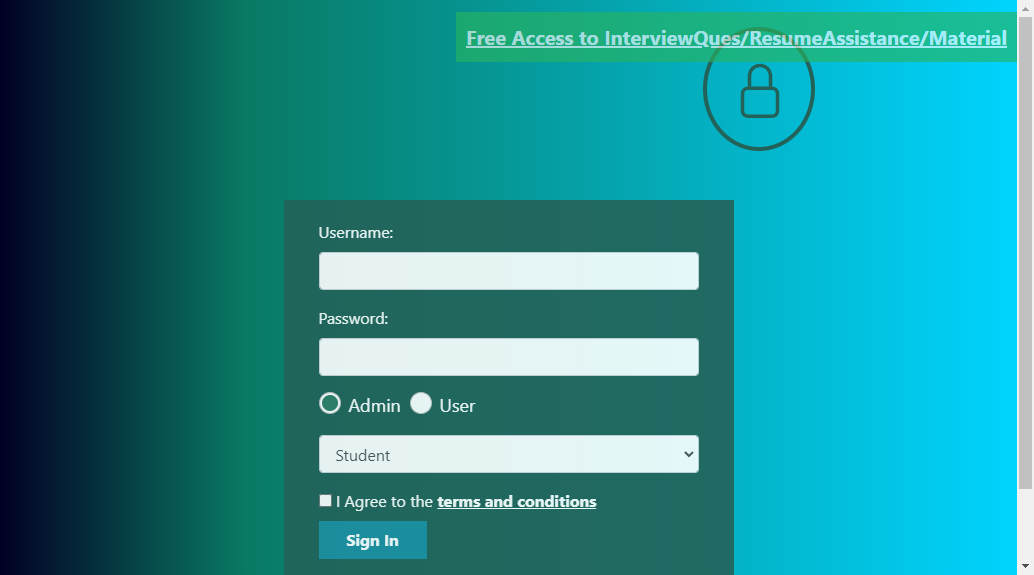 Free Access to InterviewQues/ResumeAssistance/Material
Username:
Password:
Admin User
Student
I Agree to the terms and conditions
Sign In